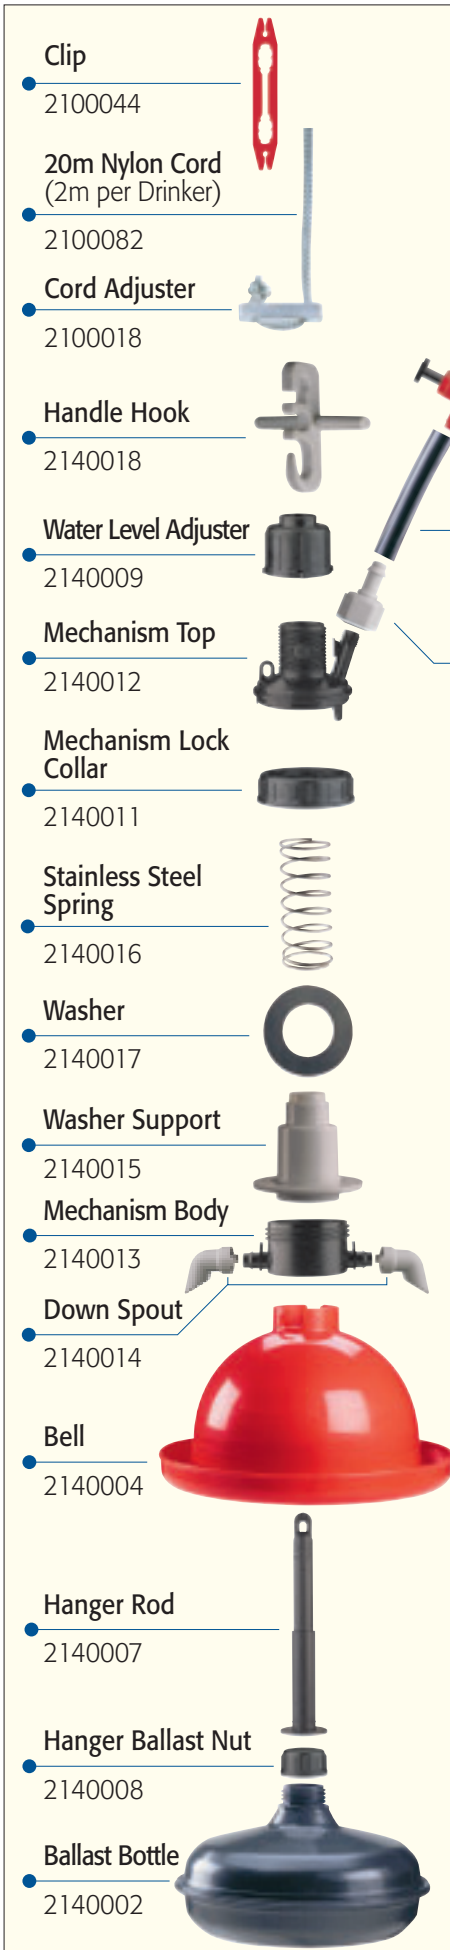 Clip
2100044
20m Nylon Cord
(2m per Drinker)
2100082
Cord Adjuster
2100018
Handle Hook
2140018
Water Level Adjuster
2140009
Mechanism Top
2140012
Mechanism Lock
Collar
2140011
Stainless Steel
Spring
2140016
Washer
2140017
Washer Support
2140015
Mechanism Body
2140013
Down Spout
2140014
Bell
2140004
Hanger Rod
2140007
Hanger Ballast Nut
2140008
Ballast Bottle
2140002